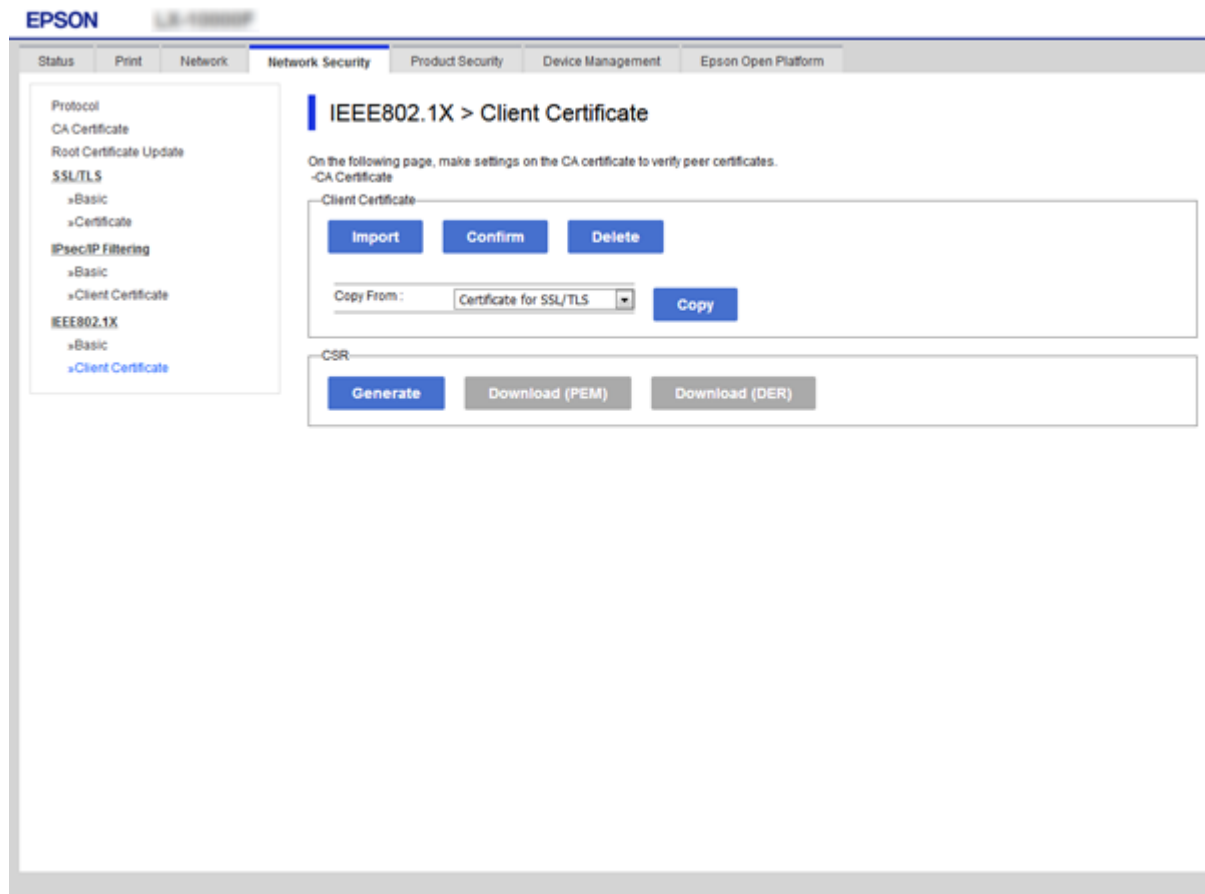 EPSON
Status Print Network Network Security Product Security Device Management Epson Open Platform
Protocol
CA Certificate
Root Certificate Update
SSL/TLS
»Basic
»Certificate
IPsec/IP Filtering
»Basic
»Client Certificate
IEEE802.1X
»Basic
»Client Certificate
IEEE802.1X > Client Certificate
On the following page, make settings on the CA certificate to verify peer certificates.
-CA Certificate
Client Certificate
Import Confirm Delete
Copy From : Certificate for SSL/TLS Copy
CSR
Generate Download (PEM) Download (DER)